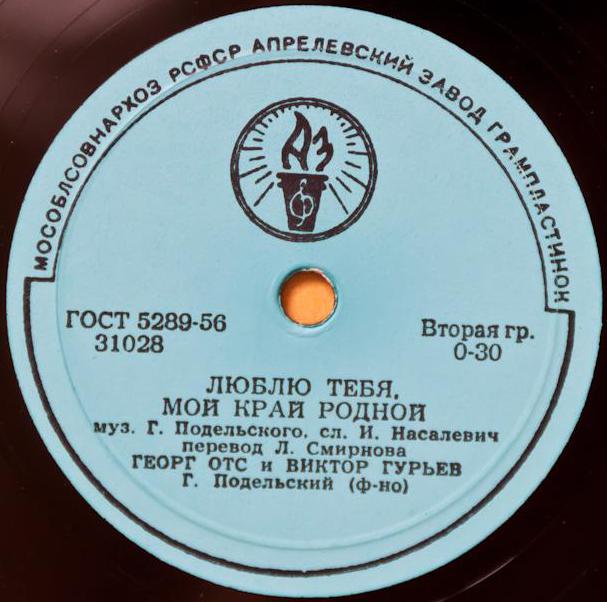 МОСОБЛСОВНАРХОЗ РСФСР АПРЕЛЕВСКИЙ ЗАВОД ГРАМПЛАСТИНОК
АЗ
ГОСТ 5289-56
31028
Вторая гр.
0-30
ЛЮБЛЮ ТЕБЯ,
МОЙ КРАЙ РОДНОЙ
муз. Г. Подельского, сл. И. Насалевич
перевод Л. Смирнова
ГЕОРГ ОТС и ВИКТОР ГУРЬЕВ
Г. Подельский (ф-но)